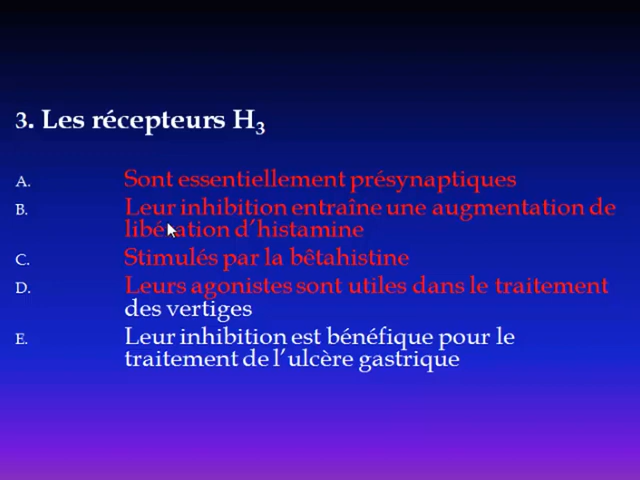 3. Les récepteurs H₃
A. Sont essentiellement présynaptiques
B. Leur inhibition entraîne une augmentation de
libération d'histamine
C. Stimulés par la bêtahistine
D. Leurs agonistes sont utiles dans le traitement
des vertiges
E. Leur inhibition est bénéfique pour le
traitement de l'ulcère gastrique